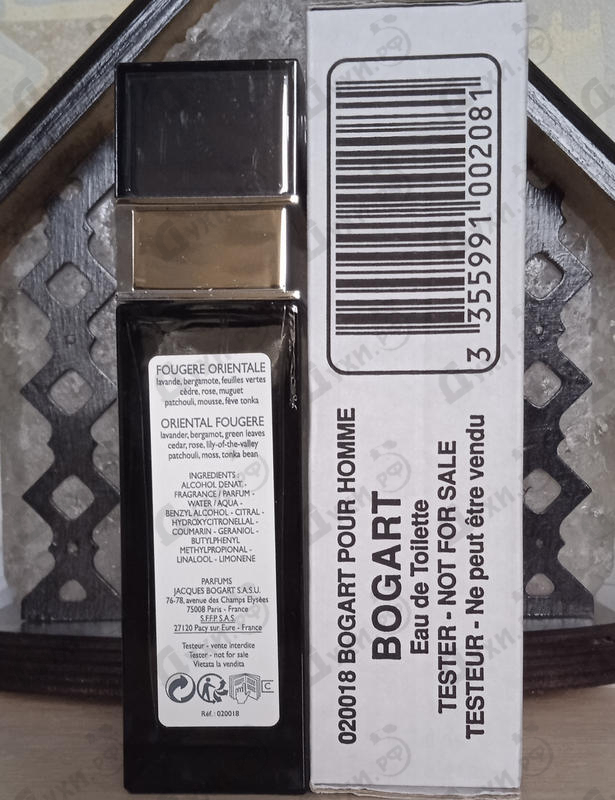 FOUGERE ORIENTALE
lavande, bergamote, feuilles vertes
cèdre, rose, muguet
patchouli, mousse, fève tonka
ORIENTAL FOUGERE
lavender, bergamot, green leaves
cedar, rose, lily-of-the-valley
patchouli, moss, tonka bean
INGREDIENTS :
ALCOHOL DENAT. -
FRAGRANCE / PARFUM -
WATER / AQUA -
BENZYL ALCOHOL - CITRAL -
HYDROXYCITRONELLAL -
COUMARIN - GERANIOL -
BUTYLPHENYL
METHYLPROPIONAL -
LINALOOL - LIMONENE
PARFUMS
JACQUES BOGART S.A.S.U.
76-78, avenue des Champs Elysées
75008 Paris - France
S.F.F.P. S.A.S.
27120 Pacy sur Eure - France
Testeur - vente interdite
Tester - not for sale
Vietata la vendita
C
Réf.: 020018
3 355991 002081
020018 BOGART POUR HOMME
BOGART
Eau de Toilette
TESTER - NOT FOR SALE
TESTEUR - Ne peut être vendu
Духи.рф